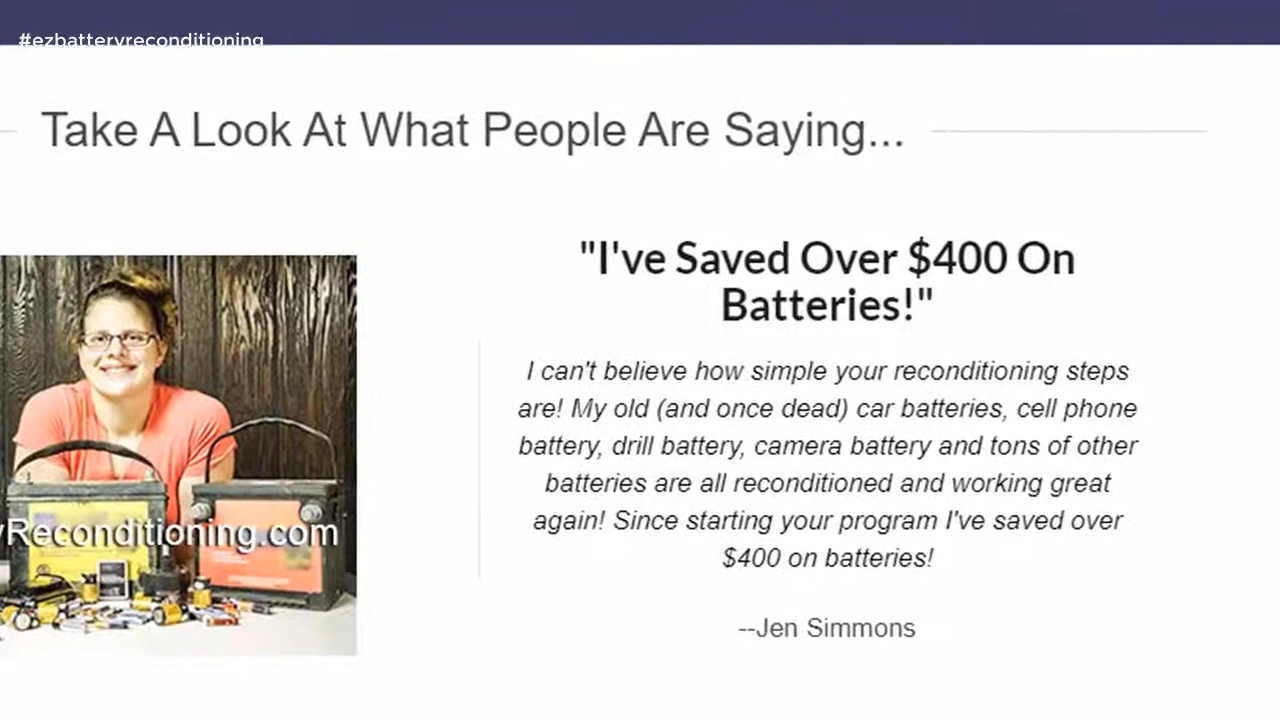 #ezbatteryreconditioning
Take A Look At What People Are Saying...
"I've Saved Over $400 On
Batteries!"
I can't believe how simple your reconditioning steps
are! My old (and once dead) car batteries, cell phone
battery, drill battery, camera battery and tons of other
batteries are all reconditioned and working great
again! Since starting your program I've saved over
$400 on batteries!
--Jen Simmons
yReconditioning.com